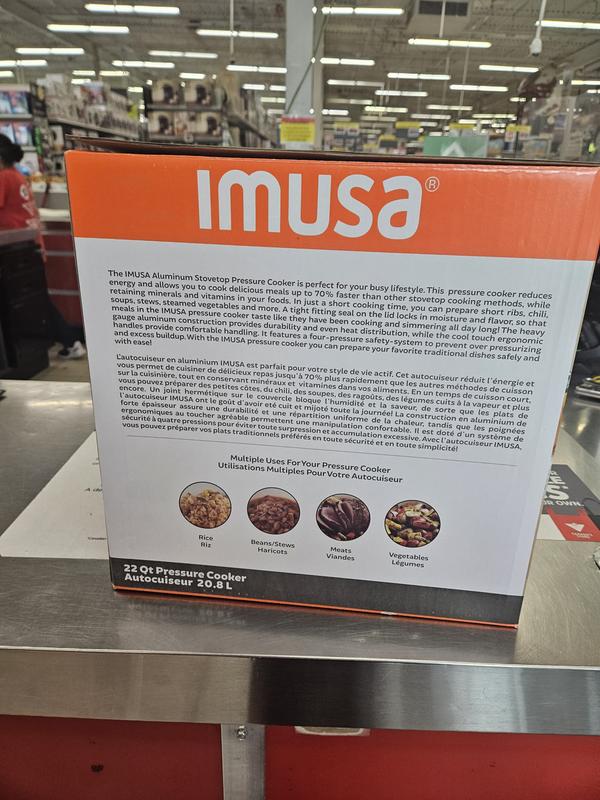 IMUSA®
The IMUSA Aluminum Stovetop Pressure Cooker is perfect for your busy lifestyle. This pressure cooker reduces
energy and allows you to cook delicious meals up to 70% faster than other stovetop cooking methods, while
retaining minerals and vitamins in your foods. In just a short cooking time, you can prepare short ribs, chili,
soups, stews, steamed vegetables and more. A tight fitting seal on the lid locks in moisture and flavor, so that
meals in the IMUSA pressure cooker taste like they have been cooking and simmering all day long! The heavy
gauge aluminum construction provides durability and even heat distribution, while the cool touch ergonomic
handles provide comfortable handling. It features a four-pressure safety-system to prevent over pressurizing
and excess buildup. With the IMUSA pressure cooker you can prepare your favorite traditional dishes safely and
with ease!
L'autocuiseur en aluminium IMUSA est parfait pour votre style de vie actif. Cet autocuiseur réduit l'énergie et
vous permet de cuisiner de délicieux repas jusqu'à 70% plus rapidement que les autres méthodes de cuisson
sur la cuisinière, tout en conservant minéraux et vitamines dans vos aliments. En un temps de cuisson court,
vous pouvez préparer des petites côtes, du chili, des soupes, des ragoûts, des légumes cuits à la vapeur et plus
encore. Un joint hermétique sur le couvercle bloque l'humidité et la saveur, de sorte que les plats de
l'autocuiseur IMUSA ont le goût d'avoir été cuit et mijoté toute la journée! La construction en aluminium de
forte épaisseur assure une durabilité et une répartition uniforme de la chaleur, tandis que les poignées
ergonomiques au toucher agréable permettent une manipulation confortable. Il est doté d'un système de
sécurité à quatre pressions pour éviter toute surpression et accumulation excessive. Avec l'autocuiseur IMUSA,
vous pouvez préparer vos plats traditionnels préférés en toute sécurité et en toute simplicité!
Multiple Uses For Your Pressure Cooker
Utilisations Multiples Pour Votre Autocuiseur
Rice
Riz
Beans/Stews
Haricots
Meats
Viandes
Vegetables
Légumes
22 Qt Pressure Cooker
Autocuiseur 20.8 L